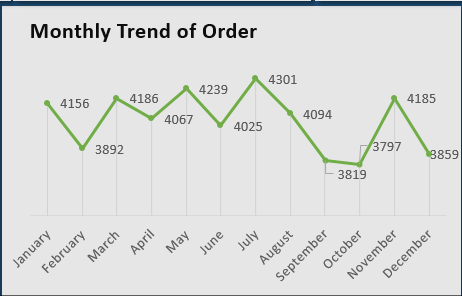 Monthly Trend of Order
4156
3892
4186
4067
4239
4025
4301
4094
3819
3797
4185
3859
January
February
March
April
May
June
July
August
September
October
November
December